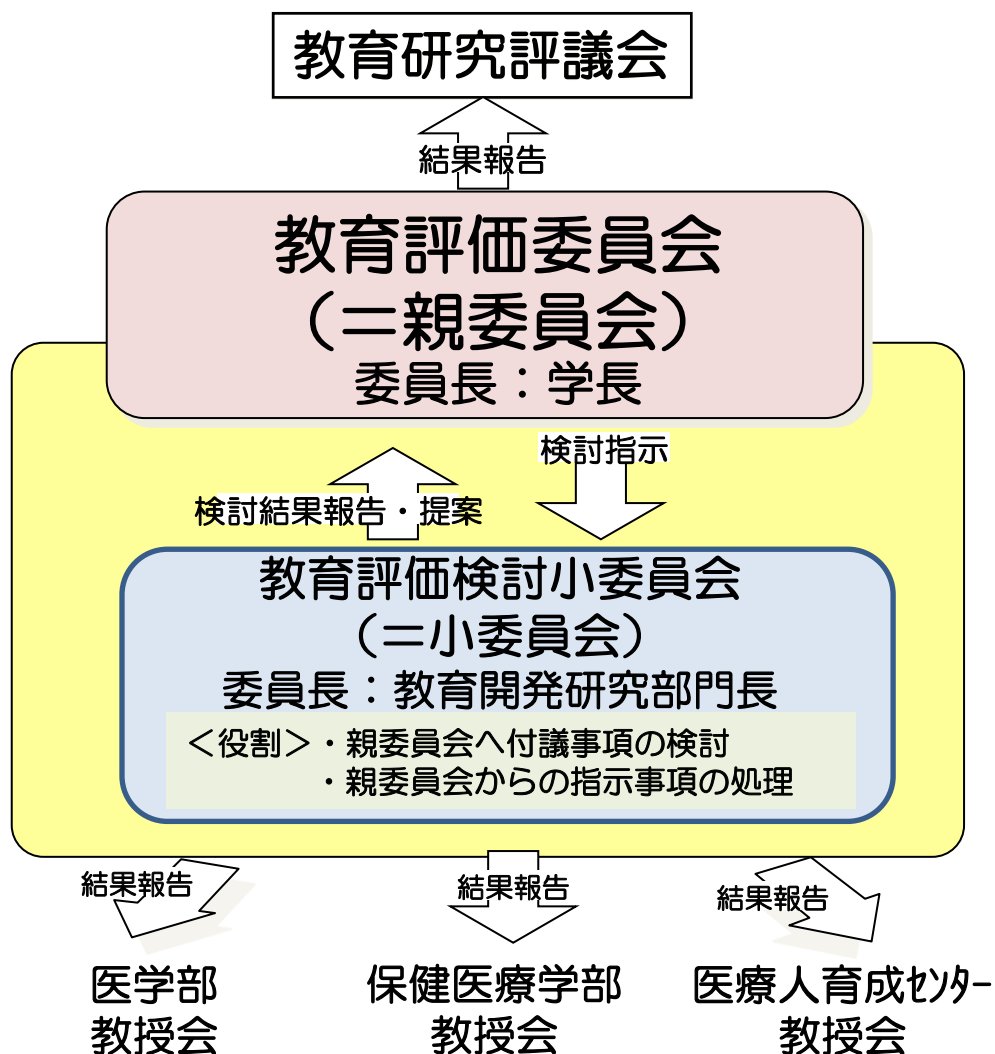 教育研究評議会
結果報告
教育評価委員会
（＝親委員会）
委員長：学長
検討指示
検討結果報告・提案
教育評価検討小委員会
（＝小委員会）
委員長：教育開発研究部門長
＜役割＞・親委員会へ付議事項の検討
・親委員会からの指示事項の処理
結果報告
結果報告
結果報告
医学部
教授会
保健医療学部
教授会
医療人育成ｾﾝﾀｰ
教授会